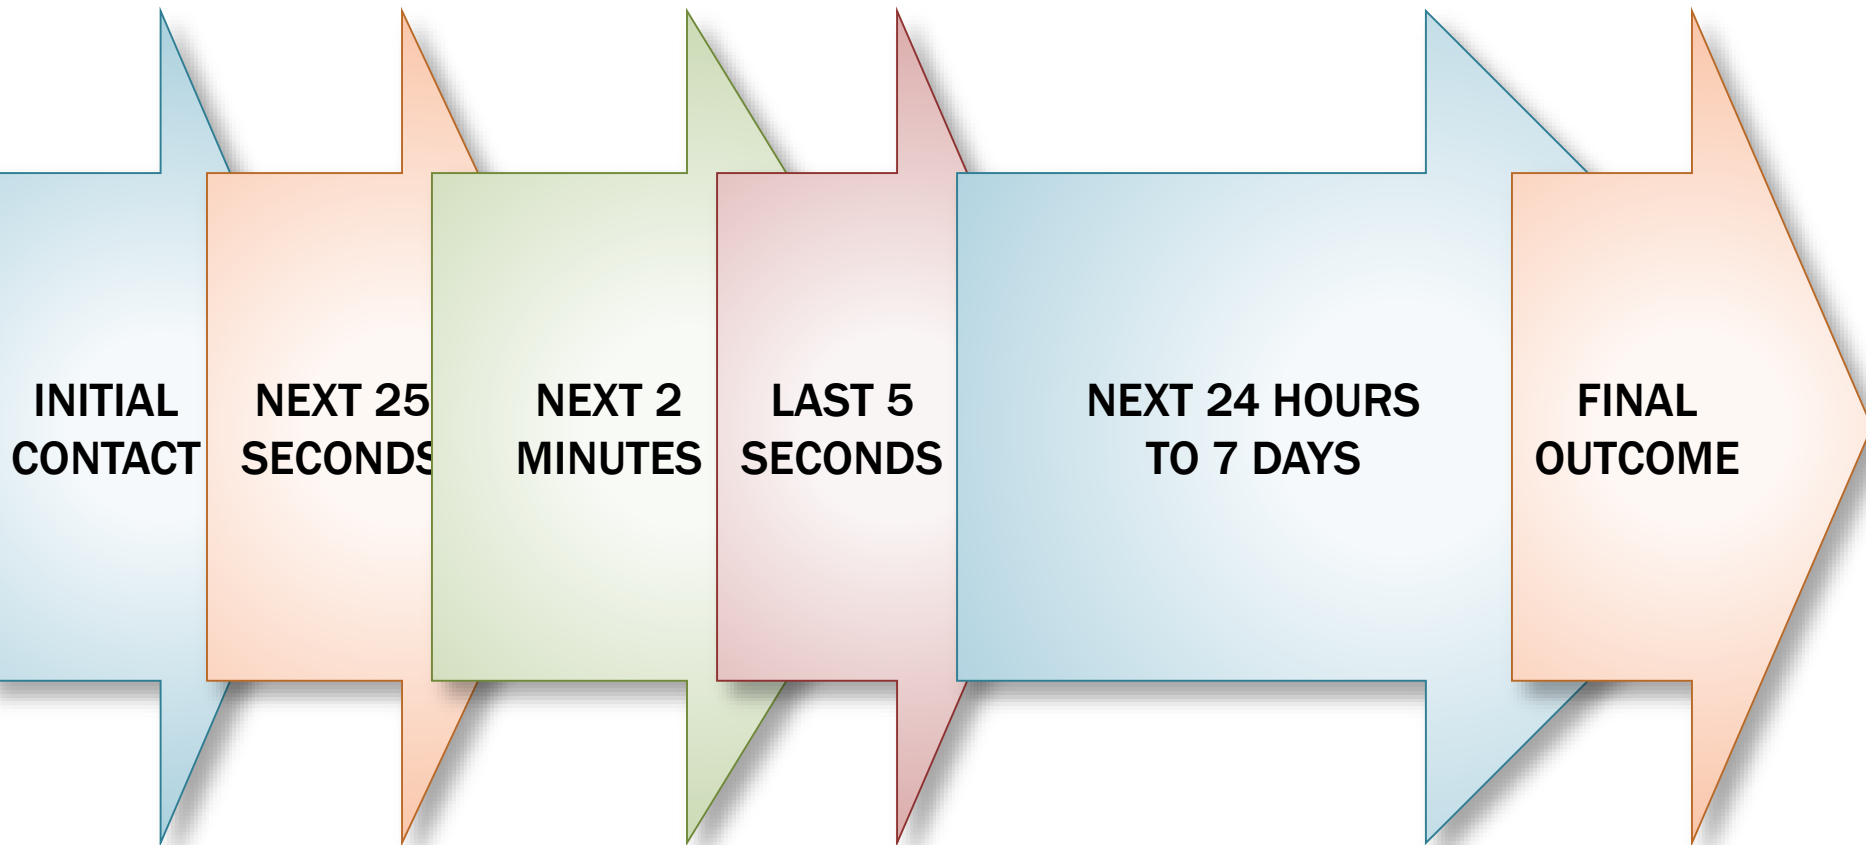 INITIAL
CONTACT
NEXT 25
SECONDS
NEXT 2
MINUTES
LAST 5
SECONDS
NEXT 24 HOURS
TO 7 DAYS
FINAL
OUTCOME